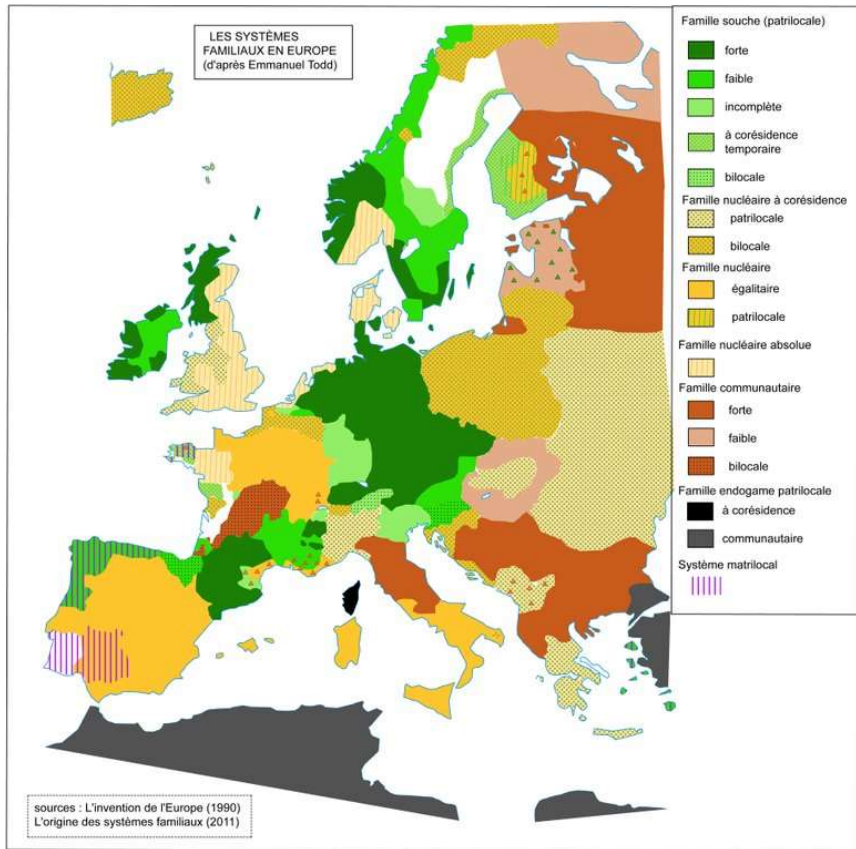 LES SYSTÈMES
FAMILIAUX EN EUROPE
(d'après Emmanuel Todd)
Famille souche (patrilocale)
forte
faible
incomplète
à corésidence
temporaire
bilocale
Famille nucléaire à corésidence
patrilocale
bilocale
Famille nucléaire
égalitaire
patrilocale
Famille nucléaire absolue
Famille communautaire
forte
faible
bilocale
Famille endogame patrilocale
à corésidence
communautaire
Système matrilocal
sources : L'invention de l'Europe (1990)
L'origine des systèmes familiaux (2011)